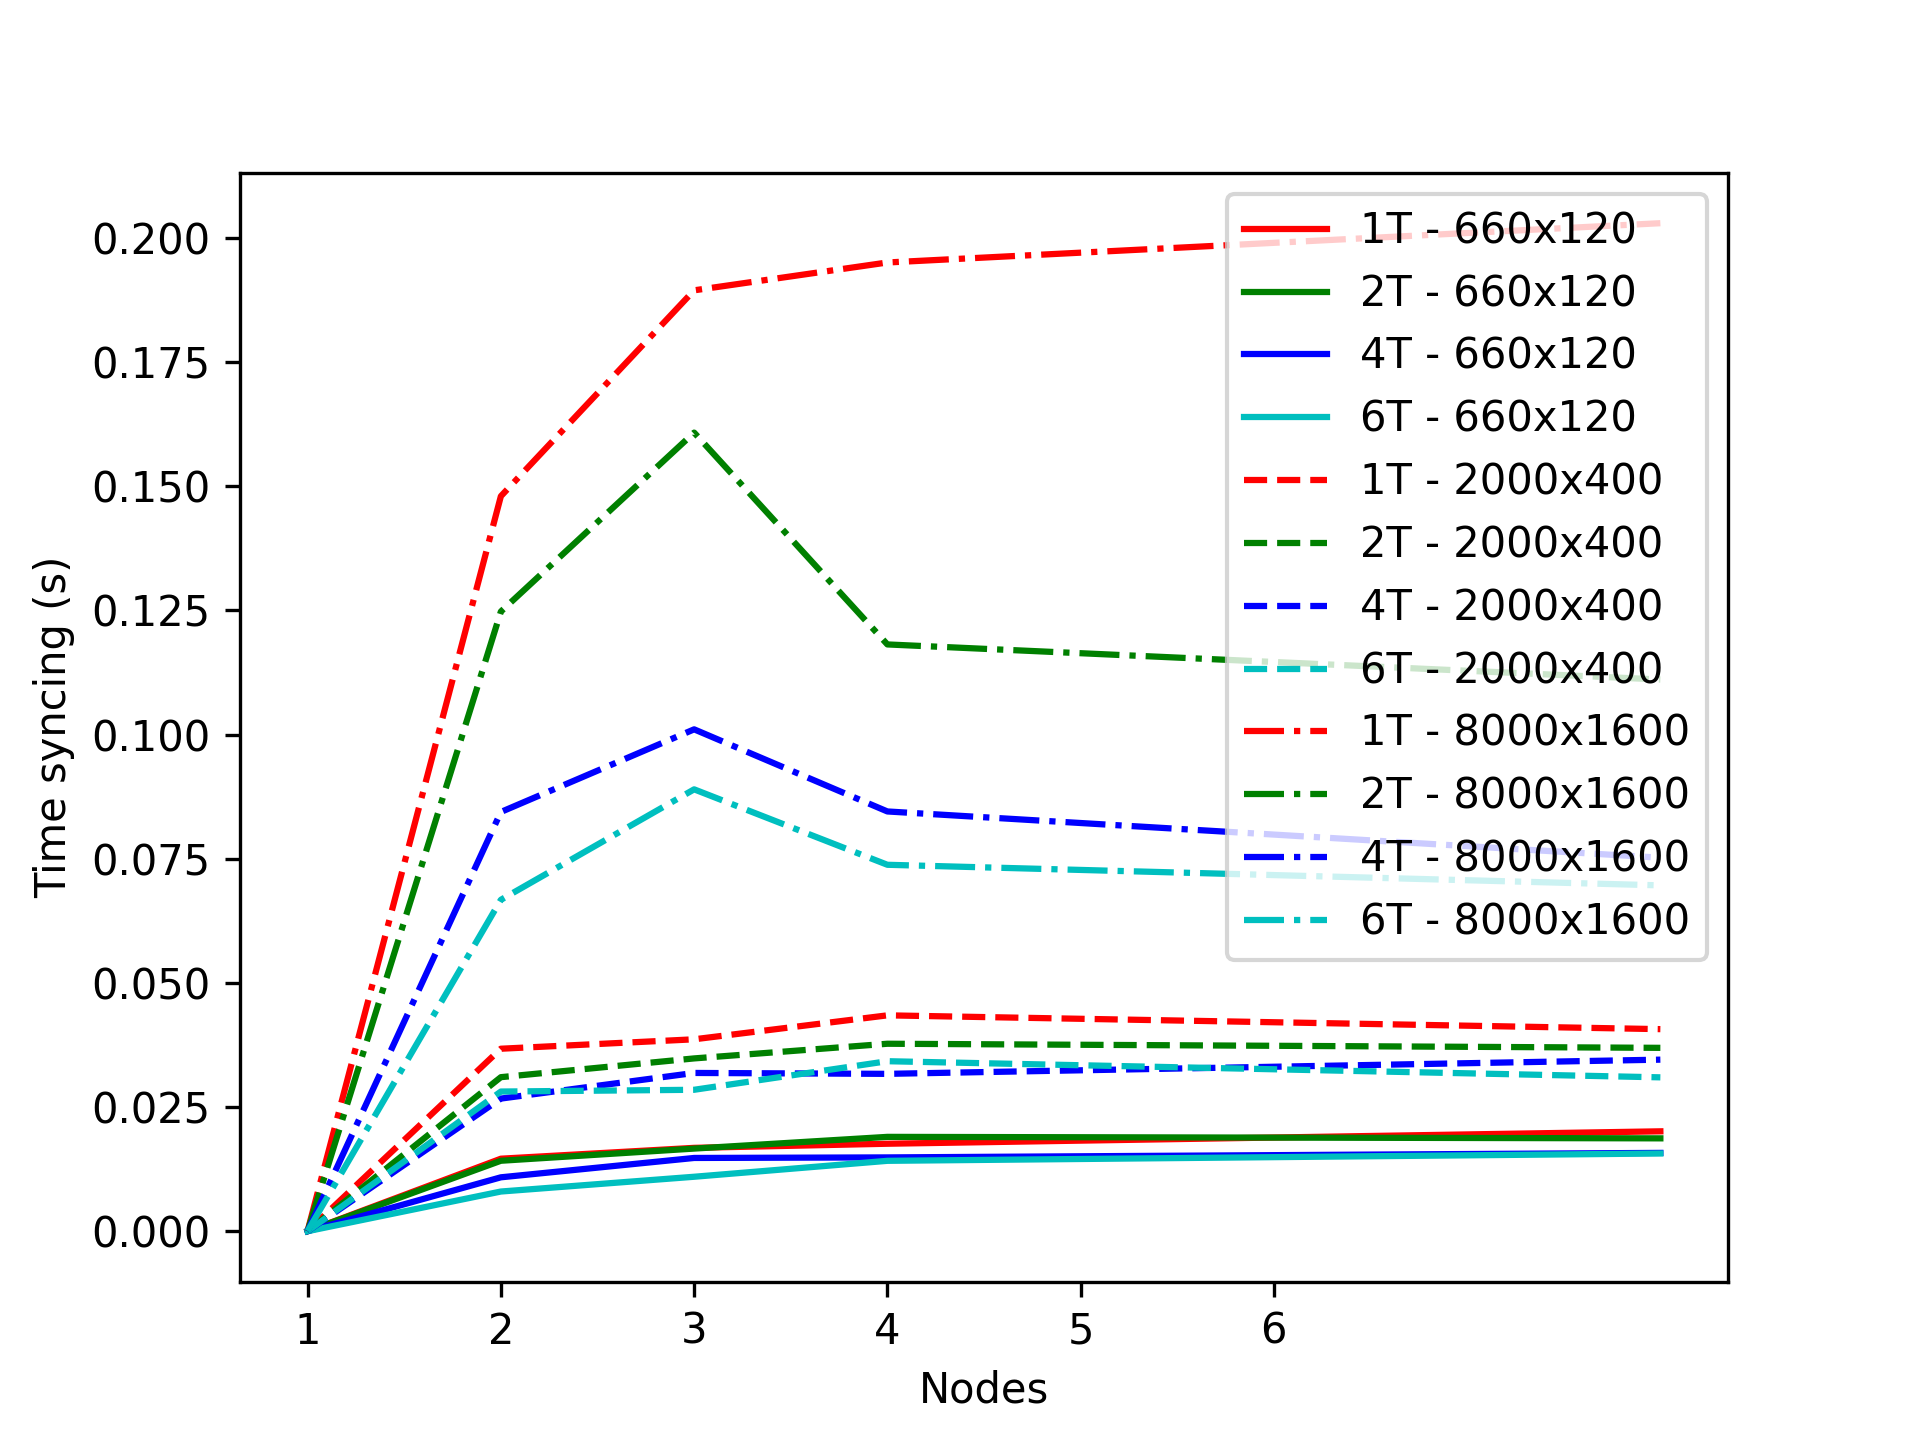 0.200
0.175
0.150
0.125
0.100
0.075
0.050
0.025
0.000
Time syncing (s)
1T - 660x120
2T - 660x120
4T - 660x120
6T - 660x120
1T - 2000x400
2T - 2000x400
4T - 2000x400
6T - 2000x400
1T - 8000x1600
2T - 8000x1600
4T - 8000x1600
6T - 8000x1600
1 2 3 4 5 6
Nodes